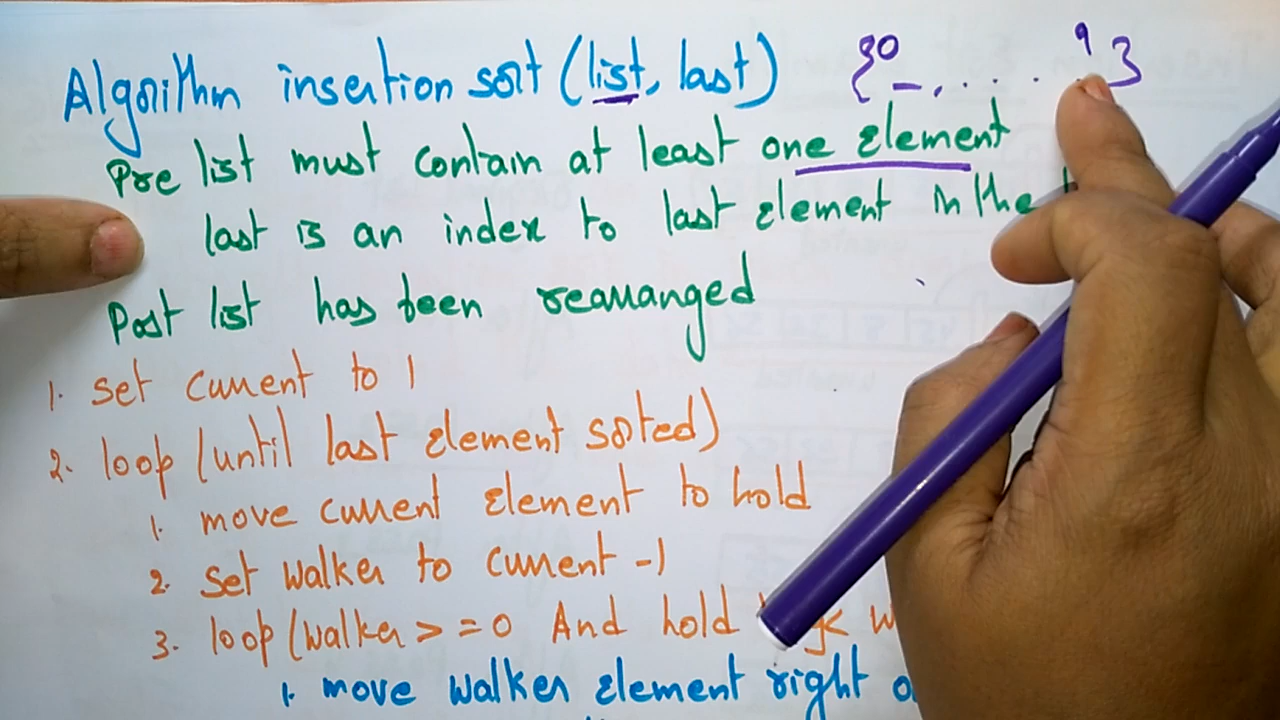 Algorithm insertion sort (list, last) {0 _, . . . . 9 }
Pre list must contain at least one Element
last is an index to last Element in the
Post list has been rearranged
1. set current to 1
2. loop (until last Element sorted)
1. move current Element to hold
2. Set walker to current -1
3. loop (walker >=0 And hold
1. move walker Element right